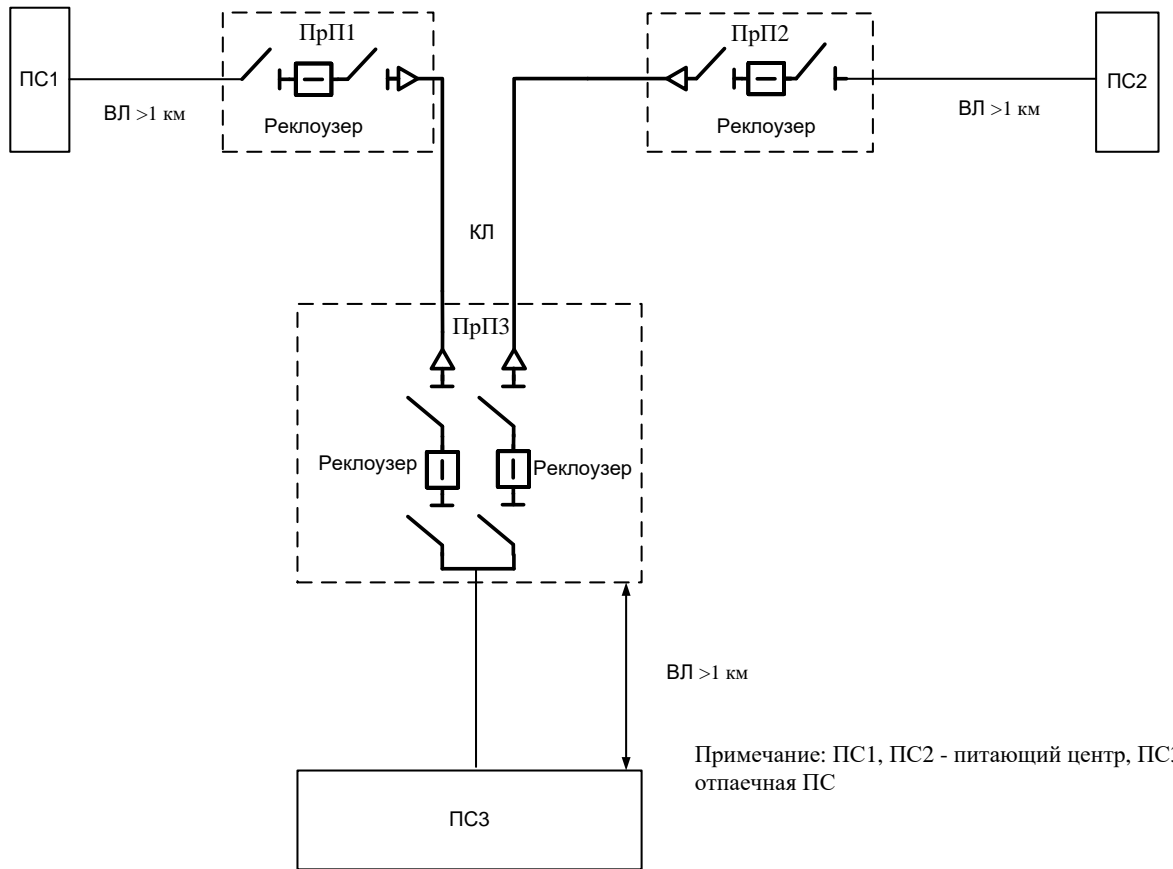 ПС1
ВЛ >1 км
ПрП1
Реклоузер
ПрП2
Реклоузер
ВЛ >1 км
ПС2
КЛ
ПрП3
Реклоузер
Реклоузер
ВЛ >1 км
Примечание: ПС1, ПС2 - питающий центр,
отпаечная ПС
ПС3